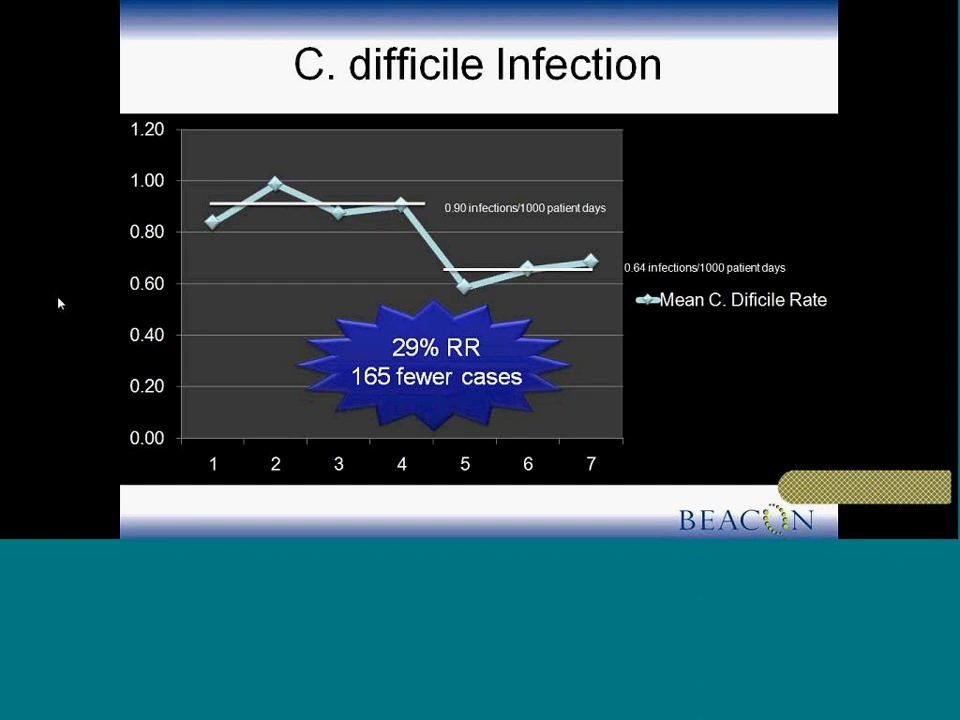 C. difficile Infection
1.20
1.00
0.80
0.60
0.40
0.20
0.00
0.90 infections/1000 patient days
0.64 infections/1000 patient days
Mean C. Dificile Rate
29% RR
165 fewer cases
1 2 3 4 5 6 7
BEACON